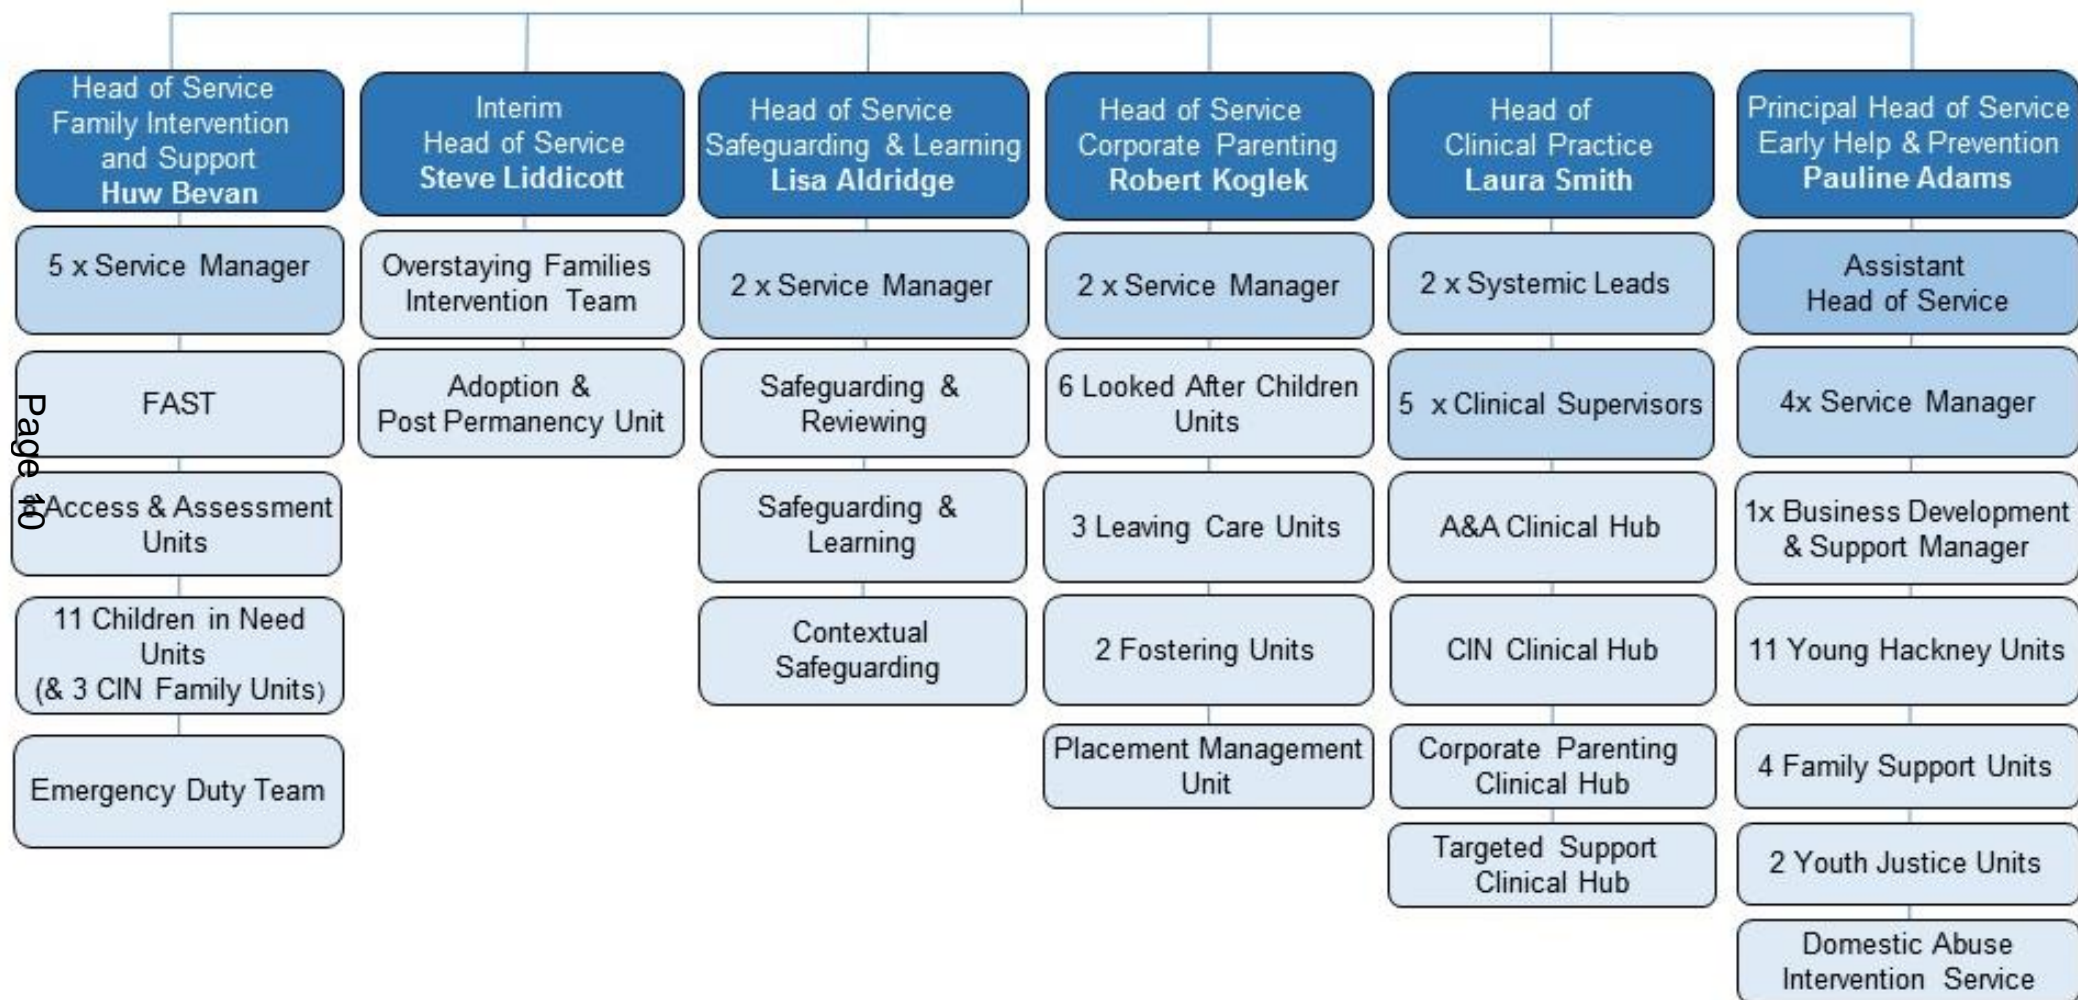 Head of Service
Family Intervention
and Support
Huw Bevan
5 x Service Manager
FAST
Access & Assessment
Units
11 Children in Need
Units
(& 3 CIN Family Units)
Emergency Duty Team
Interim
Head of Service
Steve Liddicott
Overstaying Families
Intervention Team
Adoption &
Post Permanency Unit
Head of Service
Safeguarding & Learning
Lisa Aldridge
2 x Service Manager
Safeguarding &
Reviewing
Safeguarding &
Learning
Contextual
Safeguarding
Head of Service
Corporate Parenting
Robert Koglek
2 x Service Manager
6 Looked After Children
Units
3 Leaving Care Units
2 Fostering Units
Placement Management
Unit
Head of
Clinical Practice
Laura Smith
2 x Systemic Leads
5 x Clinical Supervisors
A&A Clinical Hub
CIN Clinical Hub
Corporate Parenting
Clinical Hub
Targeted Support
Clinical Hub
Principal Head of Service
Early Help & Prevention
Pauline Adams
Assistant
Head of Service
4x Service Manager
1x Business Development
& Support Manager
11 Young Hackney Units
4 Family Support Units
2 Youth Justice Units
Domestic Abuse
Intervention Service
Page 10